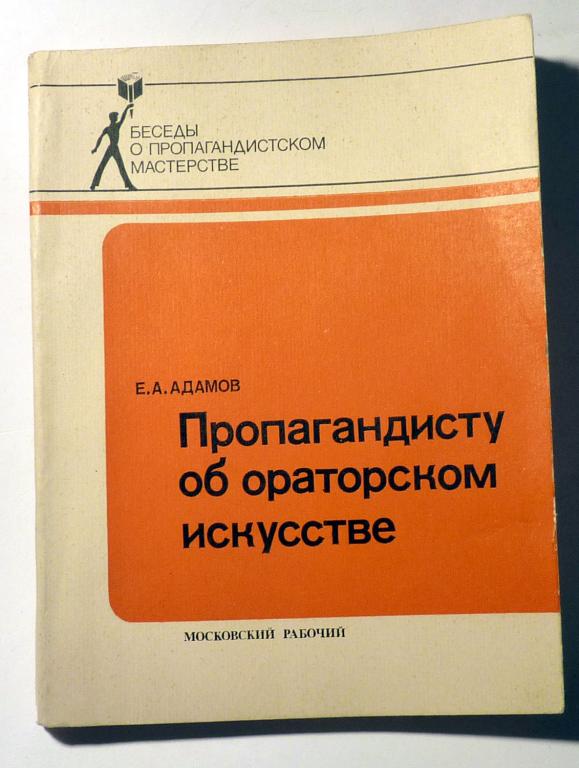 БЕСЕДЫ
О ПРОПАГАНДИСТСКОМ
МАСТЕРСТВЕ
Е.А.АДАМОВ
Пропагандисту
об ораторском
искусстве
МОСКОВСКИЙ РАБОЧИЙ